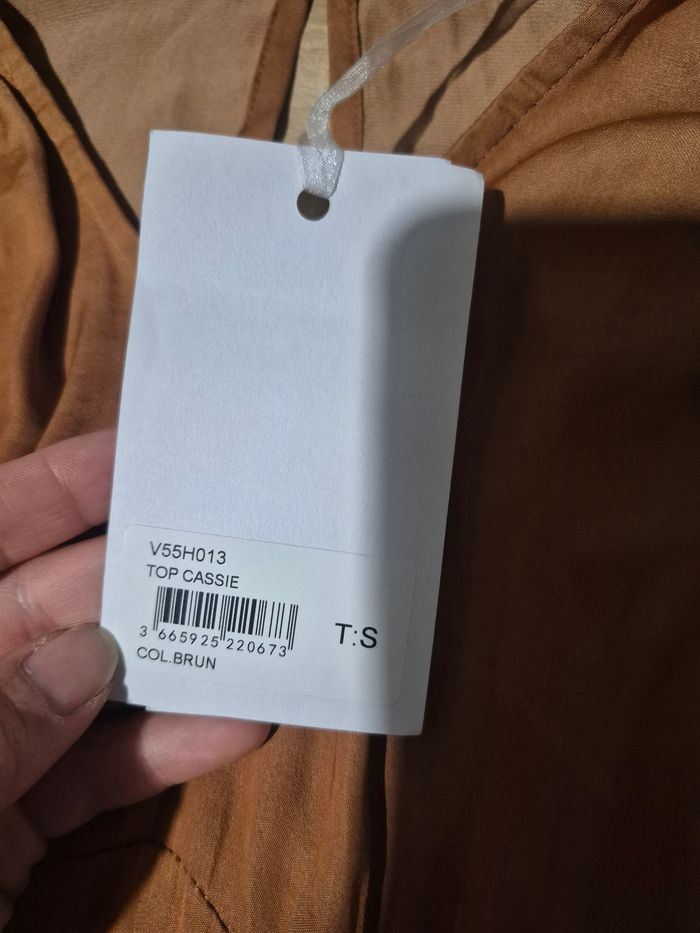 V55H013
TOP CASSIE
3 665925 220673
T:S
COL.BRUN